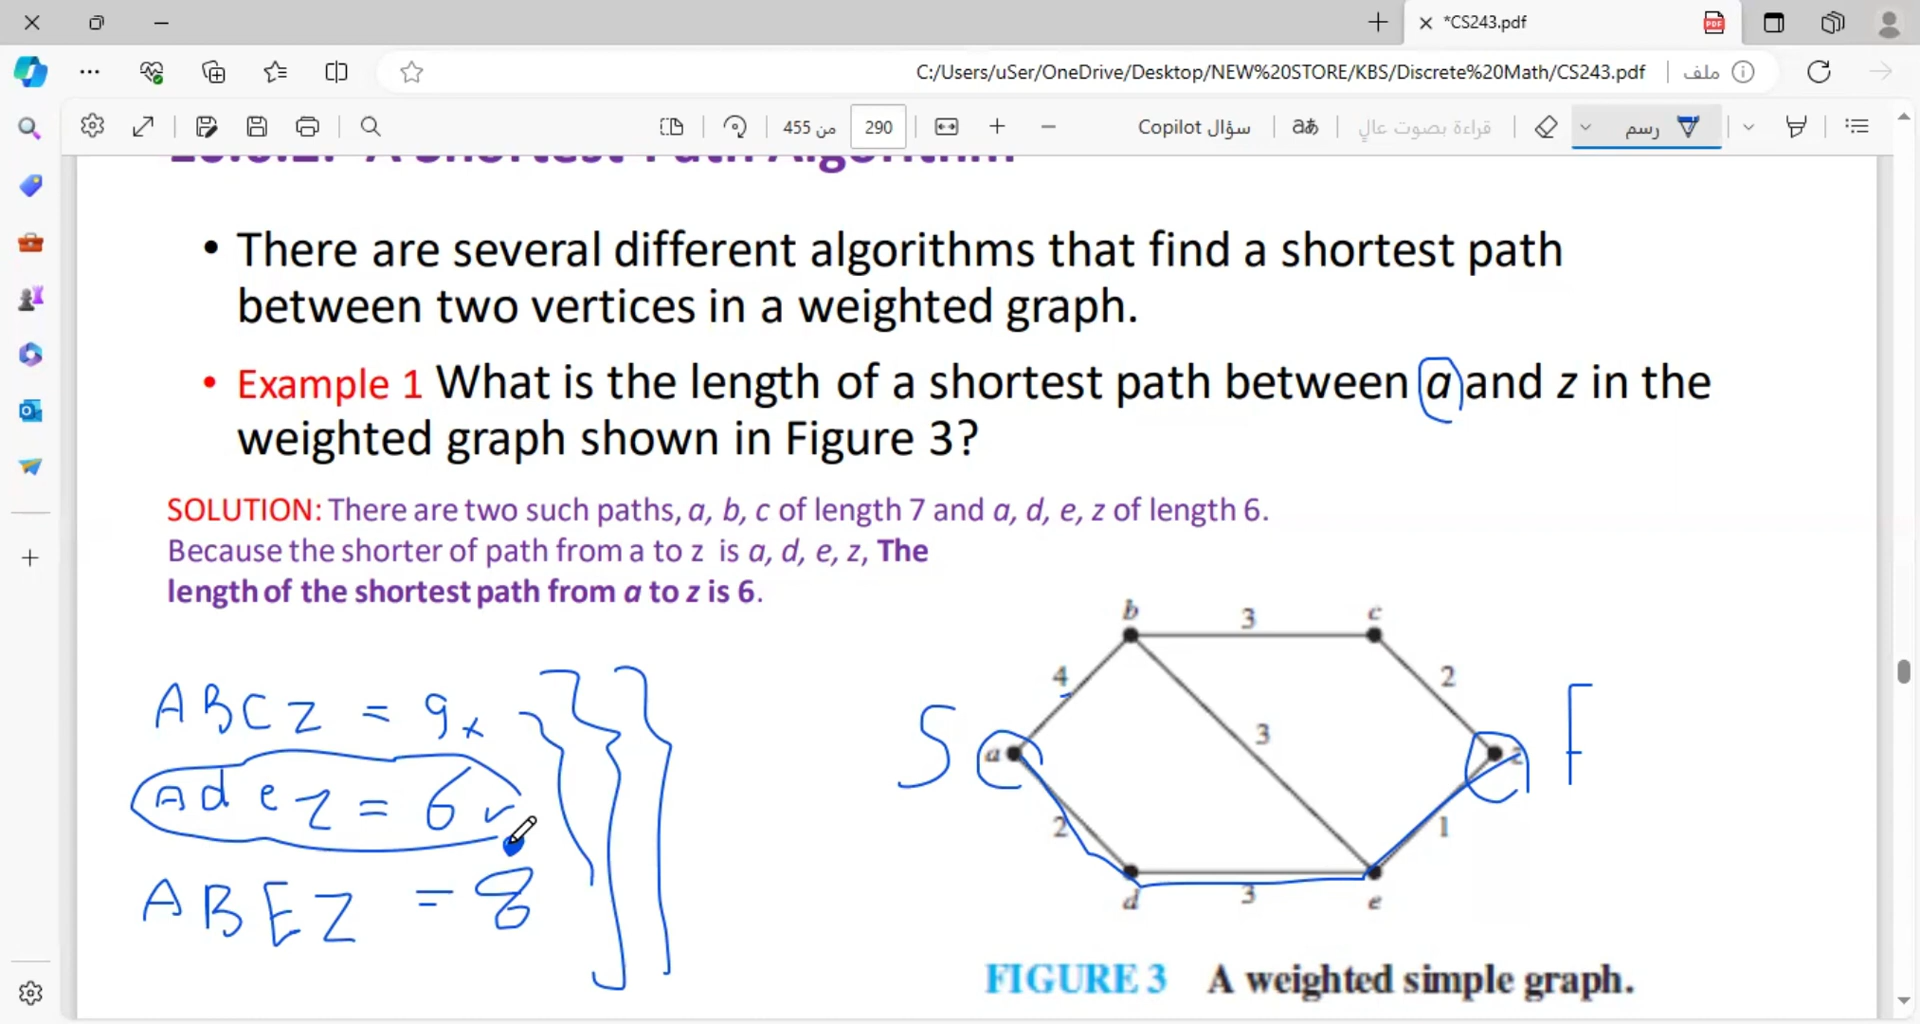 *CS243.pdf
C:/Users/uSer/OneDrive/Desktop/NEW%20STORE/KBS/Discrete%20Math/CS243.pdf
ملف
290 من 455
سؤال Copilot
قراءة بصوت عالٍ
رسم
A Shortest Path Algorithm
• There are several different algorithms that find a shortest path
between two vertices in a weighted graph.
• Example 1 What is the length of a shortest path between a and z in the
weighted graph shown in Figure 3?
SOLUTION: There are two such paths, a, b, c of length 7 and a, d, e, z of length 6.
Because the shorter of path from a to z is a, d, e, z, The
length of the shortest path from a to z is 6.
ABCZ = 9x
AdeZ = 6
ABEZ = 8
b 3 c
4 2
S a 3 z F
2 1
d 3 e
FIGURE 3 A weighted simple graph.